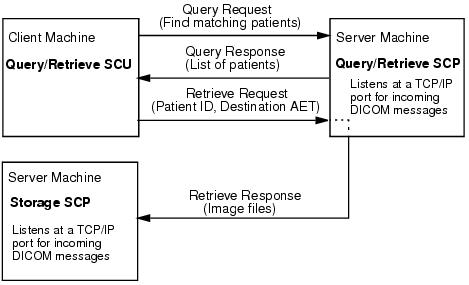 Client Machine
Query/Retrieve SCU
Query Request
(Find matching patients)
Query Response
(List of patients)
Retrieve Request
(Patient ID, Destination AET)
Server Machine
Query/Retrieve SCP
Listens at a TCP/IP
port for incoming
DICOM messages
Server Machine
Storage SCP
Listens at a TCP/IP
port for incoming
DICOM messages
Retrieve Response
(Image files)